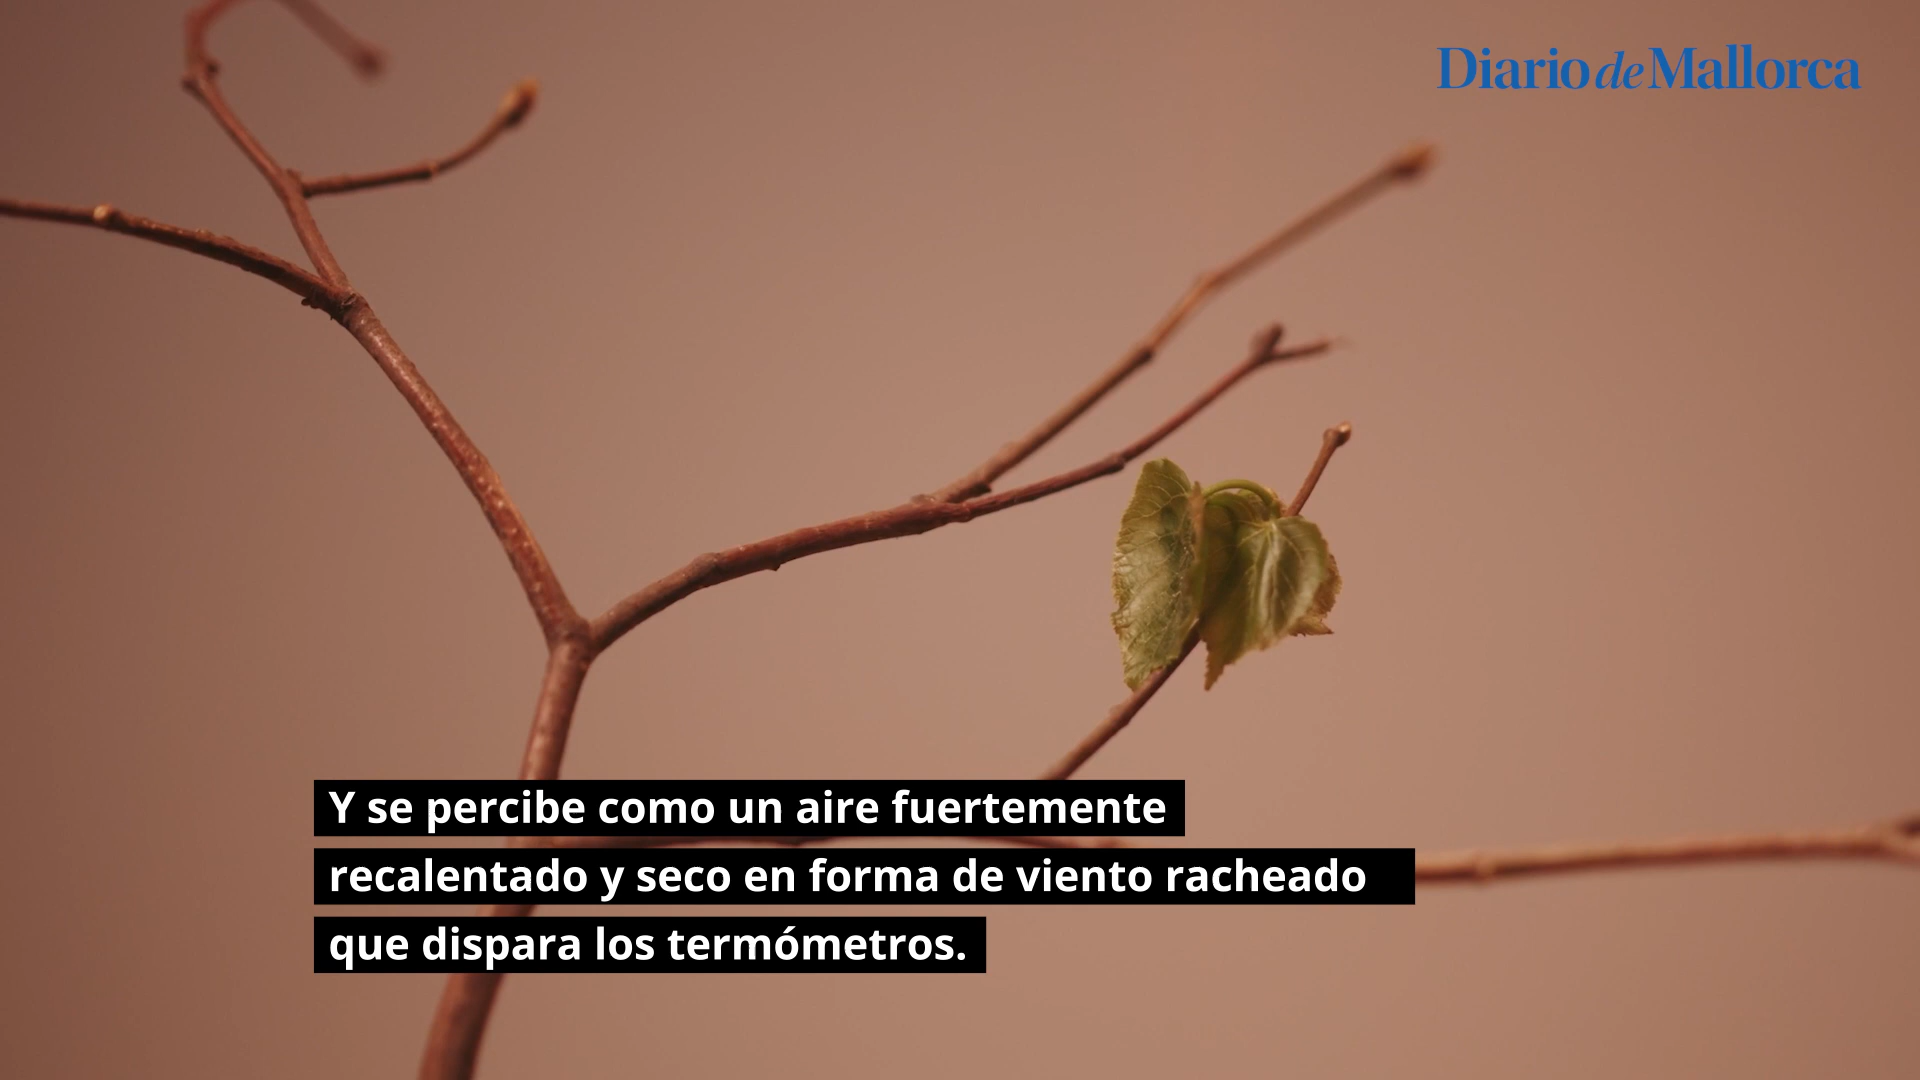 Diario de Mallorca
Y se percibe como un aire fuertemente
recalentado y seco en forma de viento racheado
que dispara los termómetros.